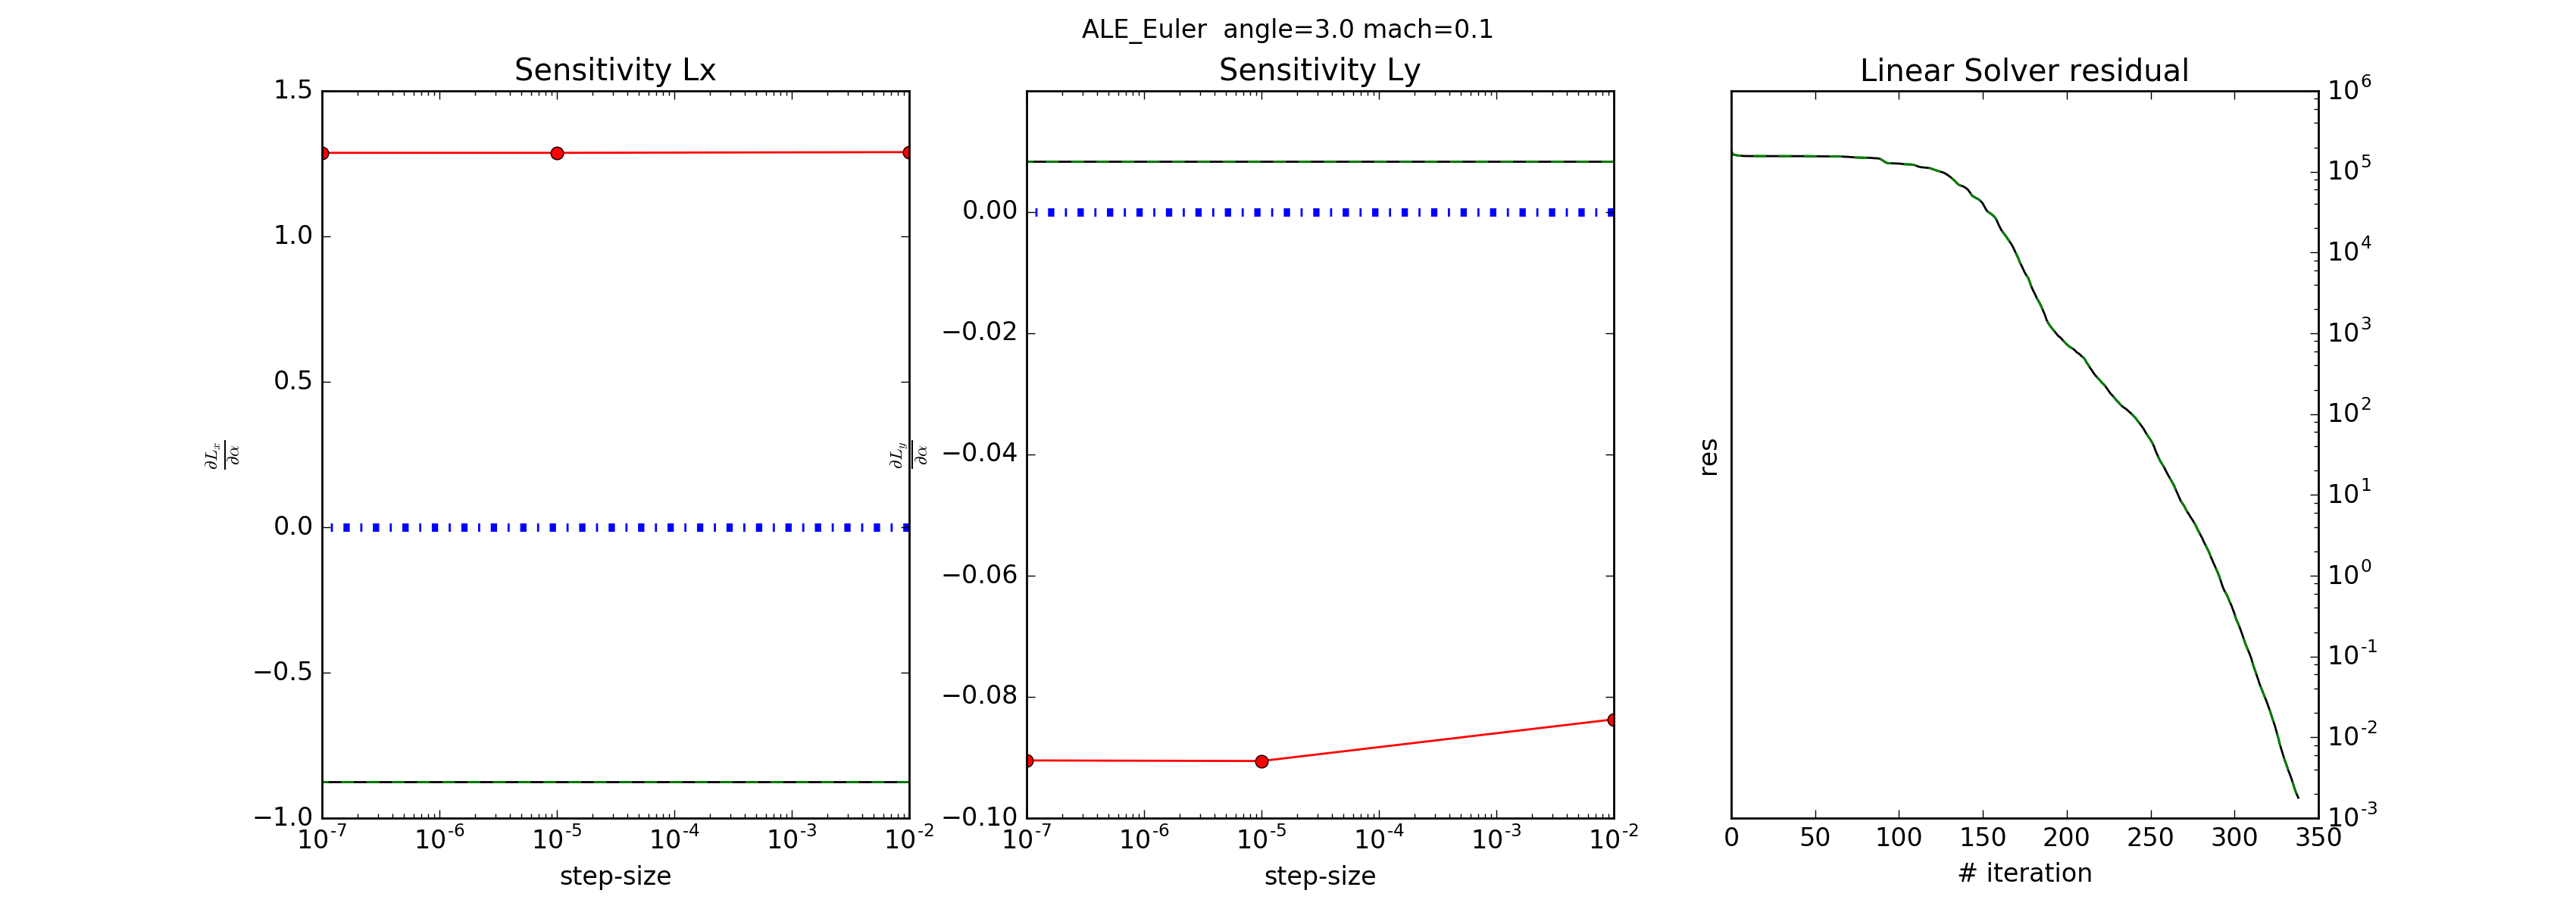 ALE_Euler angle=3.0 mach=0.1
Sensitivity Lx
1.5
1.0
0.5
0.0
−0.5
−1.0
∂Lₓ/∂α
10^-7 10^-6 10^-5 10^-4 10^-3 10^-2
step-size
Sensitivity Ly
0.00
−0.02
−0.04
−0.06
−0.08
−0.10
∂L_y/∂α
10^-7 10^-6 10^-5 10^-4 10^-3 10^-2
step-size
Linear Solver residual
res
10^6
10^5
10^4
10^3
10^2
10^1
10^0
10^-1
10^-2
10^-3
0 50 100 150 200 250 300 350
# iteration